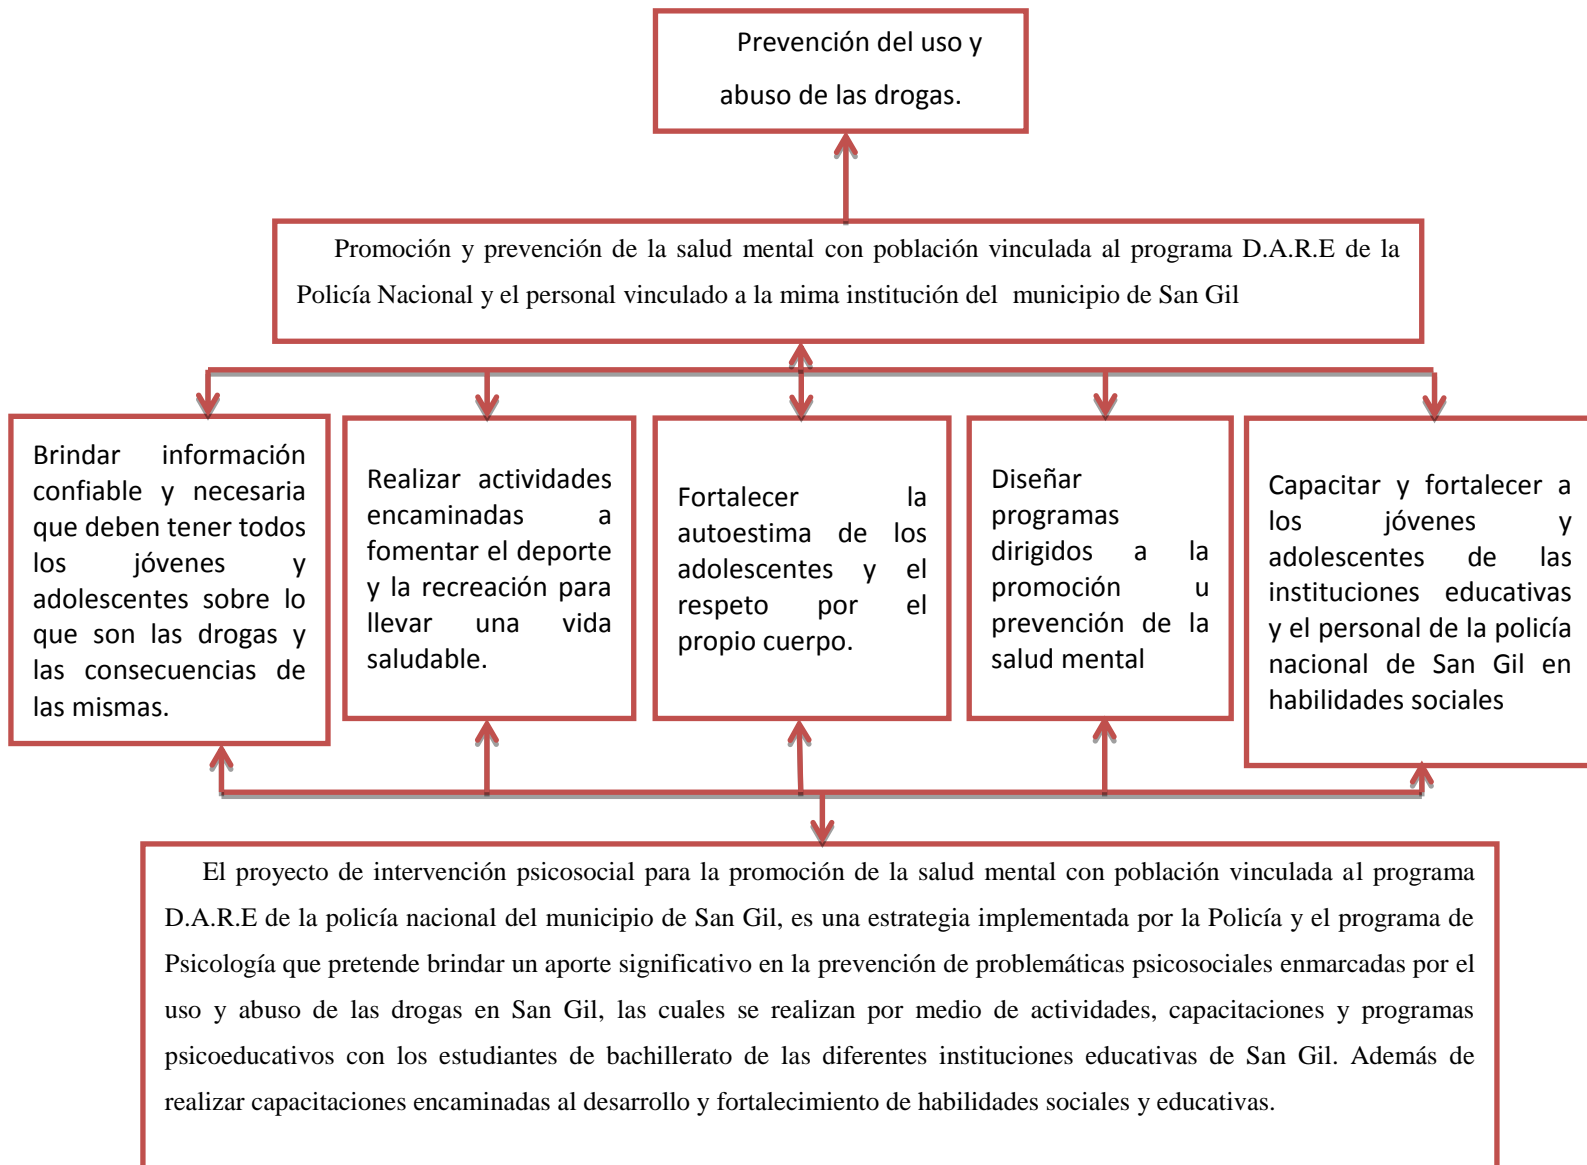 Prevención del uso y
abuso de las drogas.
Promoción y prevención de la salud mental con población vinculada al programa D.A.R.E de la
Policía Nacional y el personal vinculado a la mima institución del municipio de San Gil
Brindar información
confiable y necesaria
que deben tener todos
los jóvenes y
adolescentes sobre lo
que son las drogas y
las consecuencias de
las mismas.
Realizar actividades
encaminadas a
fomentar el deporte
y la recreación para
llevar una vida
saludable.
Fortalecer la
autoestima de los
adolescentes y el
respeto por el
propio cuerpo.
Diseñar
programas
dirigidos a la
promoción u
prevención de la
salud mental
Capacitar y fortalecer a
los jóvenes y
adolescentes de las
instituciones educativas
y el personal de la policía
nacional de San Gil en
habilidades sociales
El proyecto de intervención psicosocial para la promoción de la salud mental con población vinculada al programa
D.A.R.E de la policía nacional del municipio de San Gil, es una estrategia implementada por la Policía y el programa de
Psicología que pretende brindar un aporte significativo en la prevención de problemáticas psicosociales enmarcadas por el
uso y abuso de las drogas en San Gil, las cuales se realizan por medio de actividades, capacitaciones y programas
psicoeducativos con los estudiantes de bachillerato de las diferentes instituciones educativas de San Gil. Además de
realizar capacitaciones encaminadas al desarrollo y fortalecimiento de habilidades sociales y educativas.